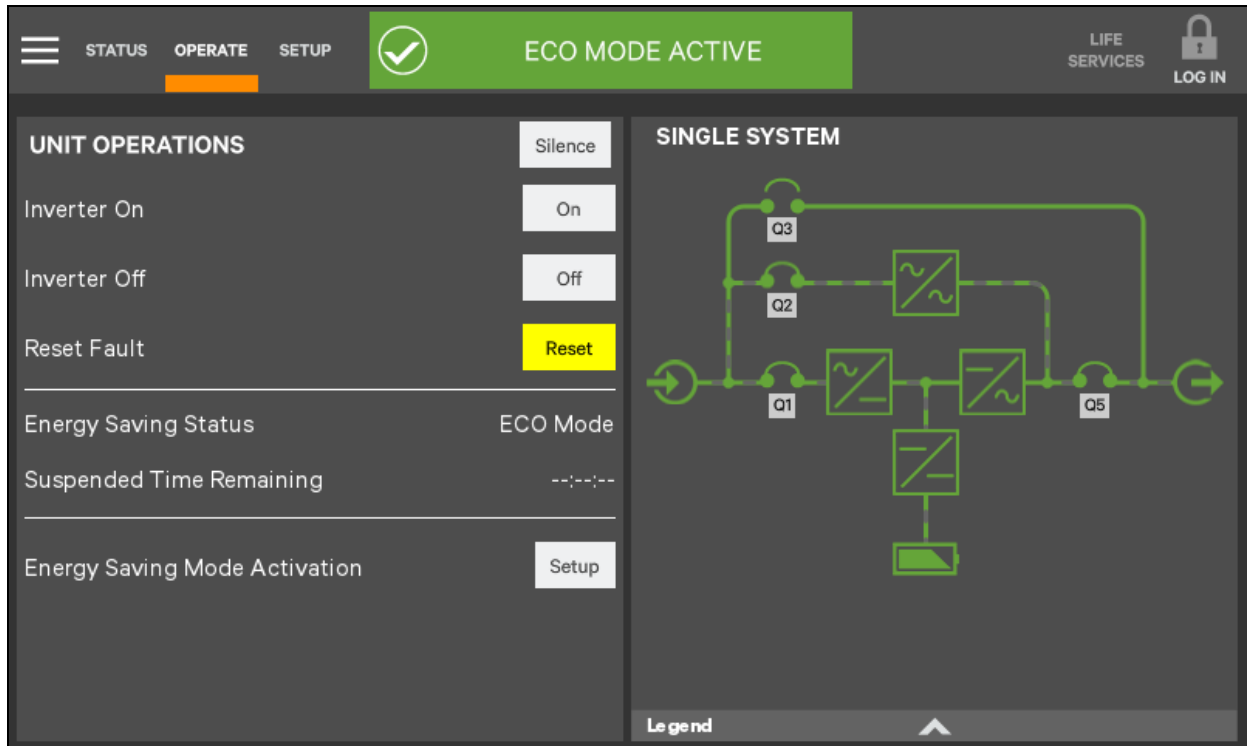 STATUS OPERATE SETUP ECO MODE ACTIVE LIFE
SERVICES
LOG IN
UNIT OPERATIONS Silence
Inverter On On
Inverter Off Off
Reset Fault Reset
Energy Saving Status ECO Mode
Suspended Time Remaining --:--:--
Energy Saving Mode Activation Setup
SINGLE SYSTEM
Q3
Q2
Q1 Q5
Legend